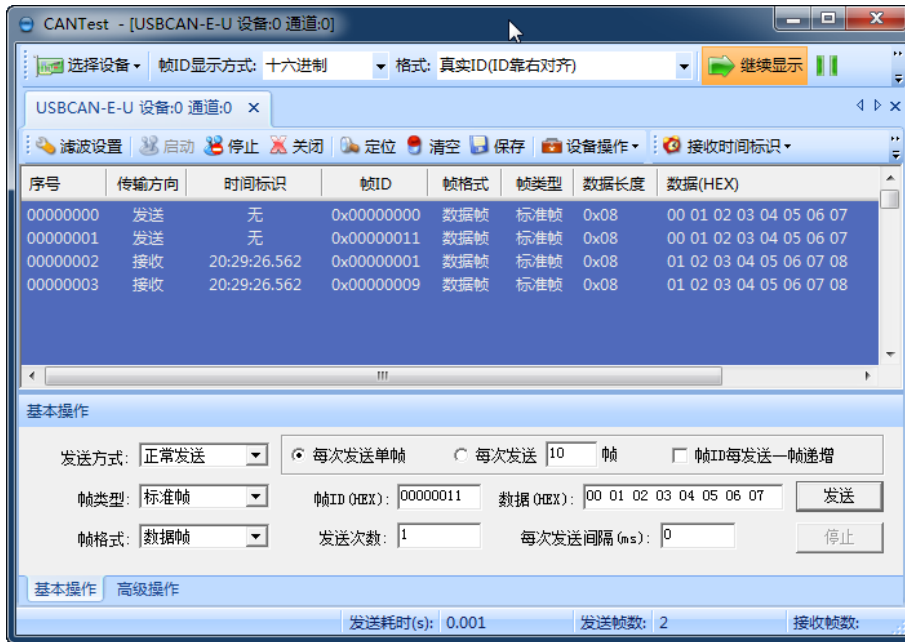 CANTest - [USBCAN-E-U 设备:0 通道:0]
选择设备 帧ID显示方式: 十六进制 格式: 真实ID(ID靠右对齐) 继续显示
USBCAN-E-U 设备:0 通道:0
滤波设置 启动 停止 关闭 定位 清空 保存 设备操作 接收时间标识
序号 传输方向 时间标识 帧ID 帧格式 帧类型 数据长度 数据(HEX)
00000000 发送 无 0x00000000 数据帧 标准帧 0x08 00 01 02 03 04 05 06 07
00000001 发送 无 0x00000011 数据帧 标准帧 0x08 00 01 02 03 04 05 06 07
00000002 接收 20:29:26.562 0x00000001 数据帧 标准帧 0x08 01 02 03 04 05 06 07 08
00000003 接收 20:29:26.562 0x00000009 数据帧 标准帧 0x08 01 02 03 04 05 06 07 08
基本操作
发送方式: 正常发送 每次发送单帧 每次发送 10 帧 帧ID每发送一帧递增
帧类型: 标准帧 帧ID(HEX): 00000011 数据(HEX): 00 01 02 03 04 05 06 07 发送
帧格式: 数据帧 发送次数: 1 每次发送间隔(ms): 0 停止
基本操作 高级操作
发送耗时(s): 0.001 发送帧数: 2 接收帧数: